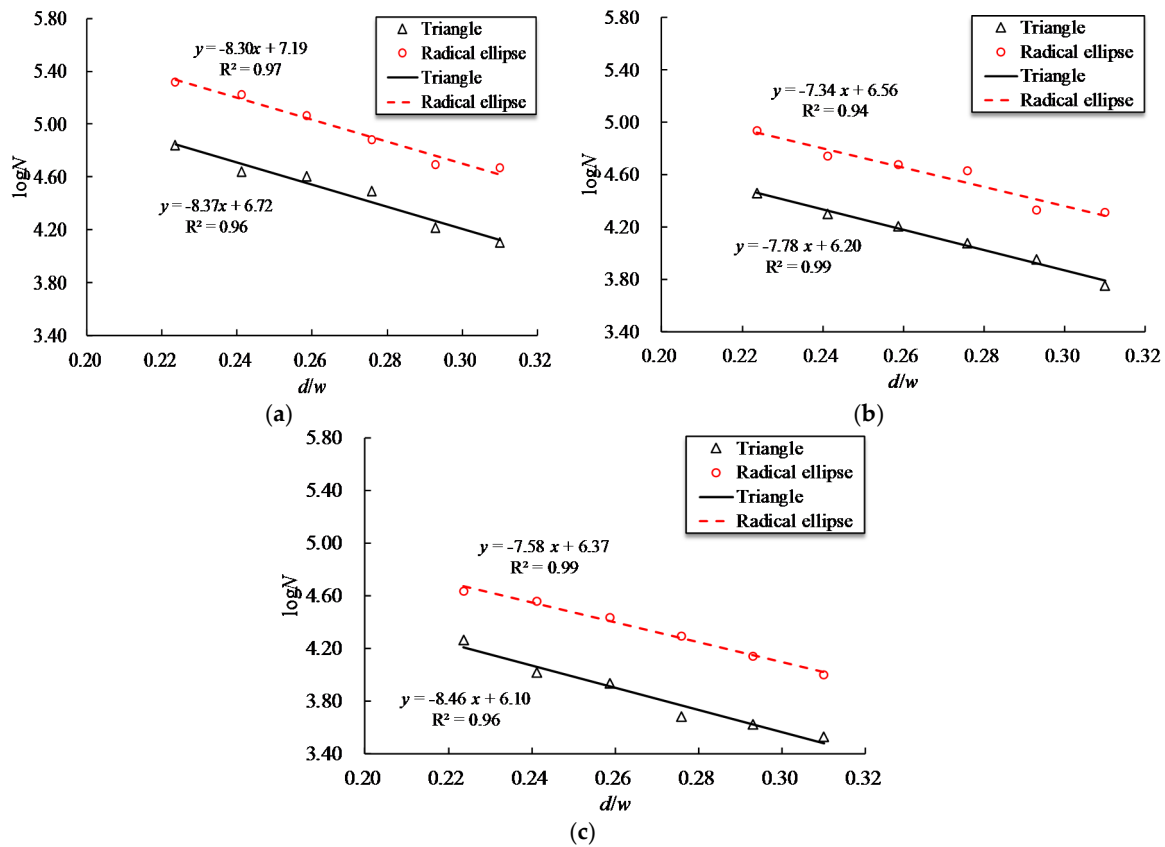 5.80
5.40
5.00
4.60
4.20
3.80
3.40
logN
0.20 0.22 0.24 0.26 0.28 0.30 0.32
d/w
y = -8.30x + 7.19
R² = 0.97
y = -8.37x + 6.72
R² = 0.96
Triangle
Radical ellipse
Triangle
Radical ellipse
(a)
5.80
5.40
5.00
4.60
4.20
3.80
3.40
logN
0.20 0.22 0.24 0.26 0.28 0.30 0.32
d/w
y = -7.34 x + 6.56
R² = 0.94
y = -7.78 x + 6.20
R² = 0.99
Triangle
Radical ellipse
Triangle
Radical ellipse
(b)
5.80
5.40
5.00
4.60
4.20
3.80
3.40
logN
0.20 0.22 0.24 0.26 0.28 0.30 0.32
d/w
y = -7.58 x + 6.37
R² = 0.99
y = -8.46 x + 6.10
R² = 0.96
Triangle
Radical ellipse
Triangle
Radical ellipse
(c)